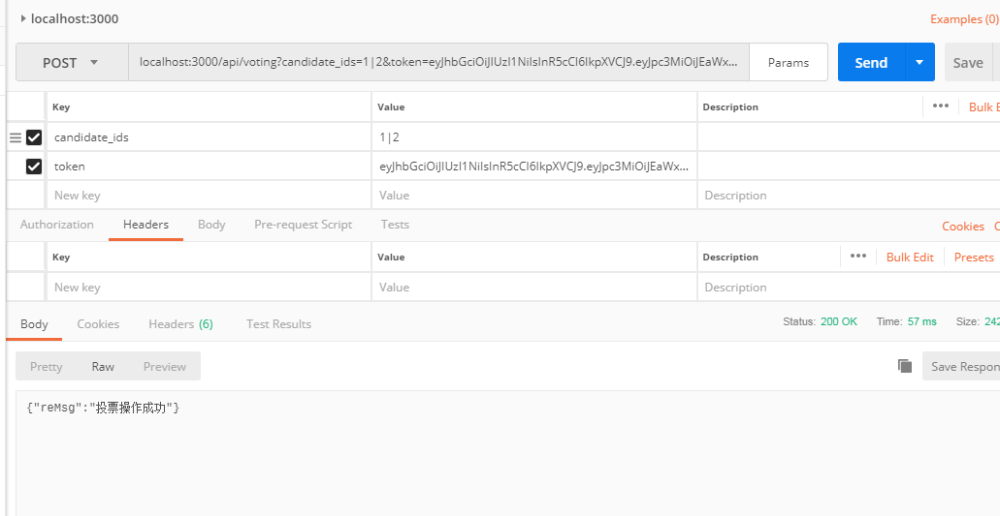 localhost:3000
Examples (0)
POST localhost:3000/api/voting?candidate_ids=1|2&token=eyJhbGciOiJIUzI1NiIsInR5cCI6IkpXVCJ9.eyJpc3MiOiJEaWx... Params Send Save
Key Value Description Bulk E
candidate_ids 1|2
token eyJhbGciOiJIUzI1NiIsInR5cCI6IkpXVCJ9.eyJpc3MiOiJEaWx...
New key Value Description
Authorization Headers Body Pre-request Script Tests Cookies C
Key Value Description Bulk Edit Presets
New key Value Description
Body Cookies Headers (6) Test Results Status: 200 OK Time: 57 ms Size: 242
Pretty Raw Preview Save Respon
{"reMsg":"投票操作成功"}